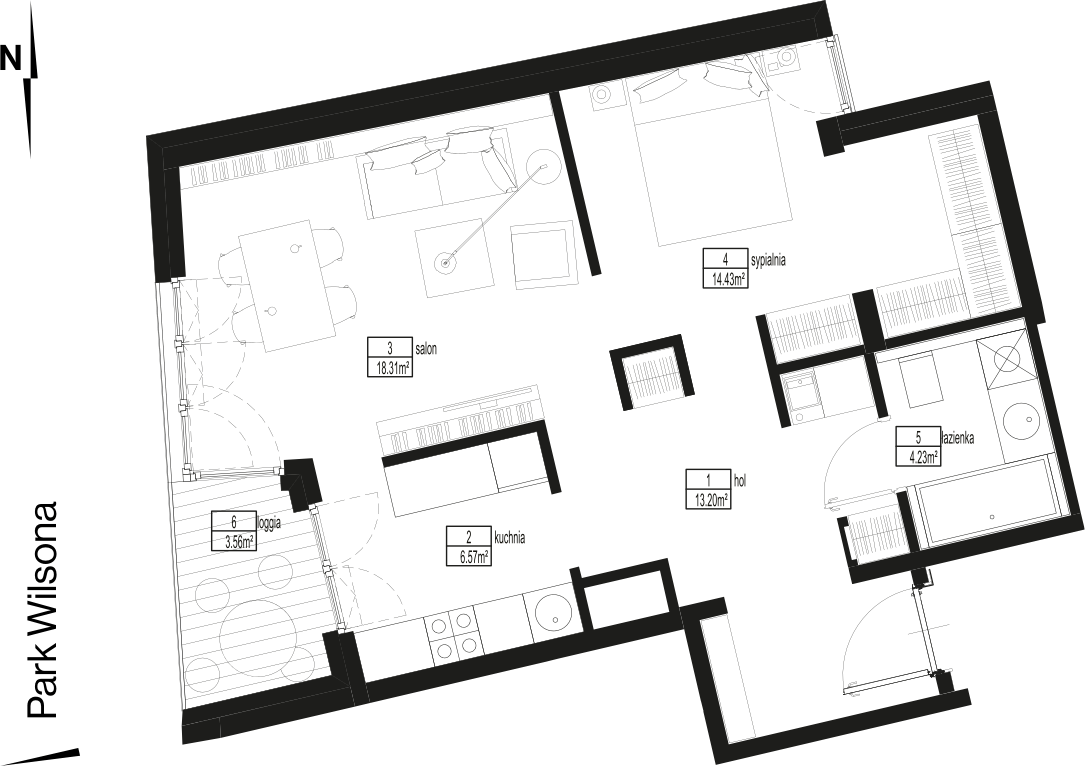 N
4 sypialnia
14.43m²
3 salon
18.31m²
5 łazienka
4.23m²
1 hol
13.20m²
6 loggia
3.56m²
2 kuchnia
6.57m²
Park Wilsona